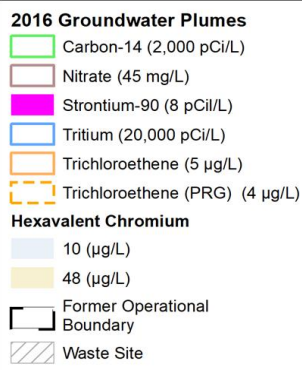 2016 Groundwater Plumes
Carbon-14 (2,000 pCi/L)
Nitrate (45 mg/L)
Strontium-90 (8 pCil/L)
Tritium (20,000 pCi/L)
Trichloroethene (5 µg/L)
Trichloroethene (PRG) (4 µg/L)
Hexavalent Chromium
10 (µg/L)
48 (µg/L)
Former Operational
Boundary
Waste Site